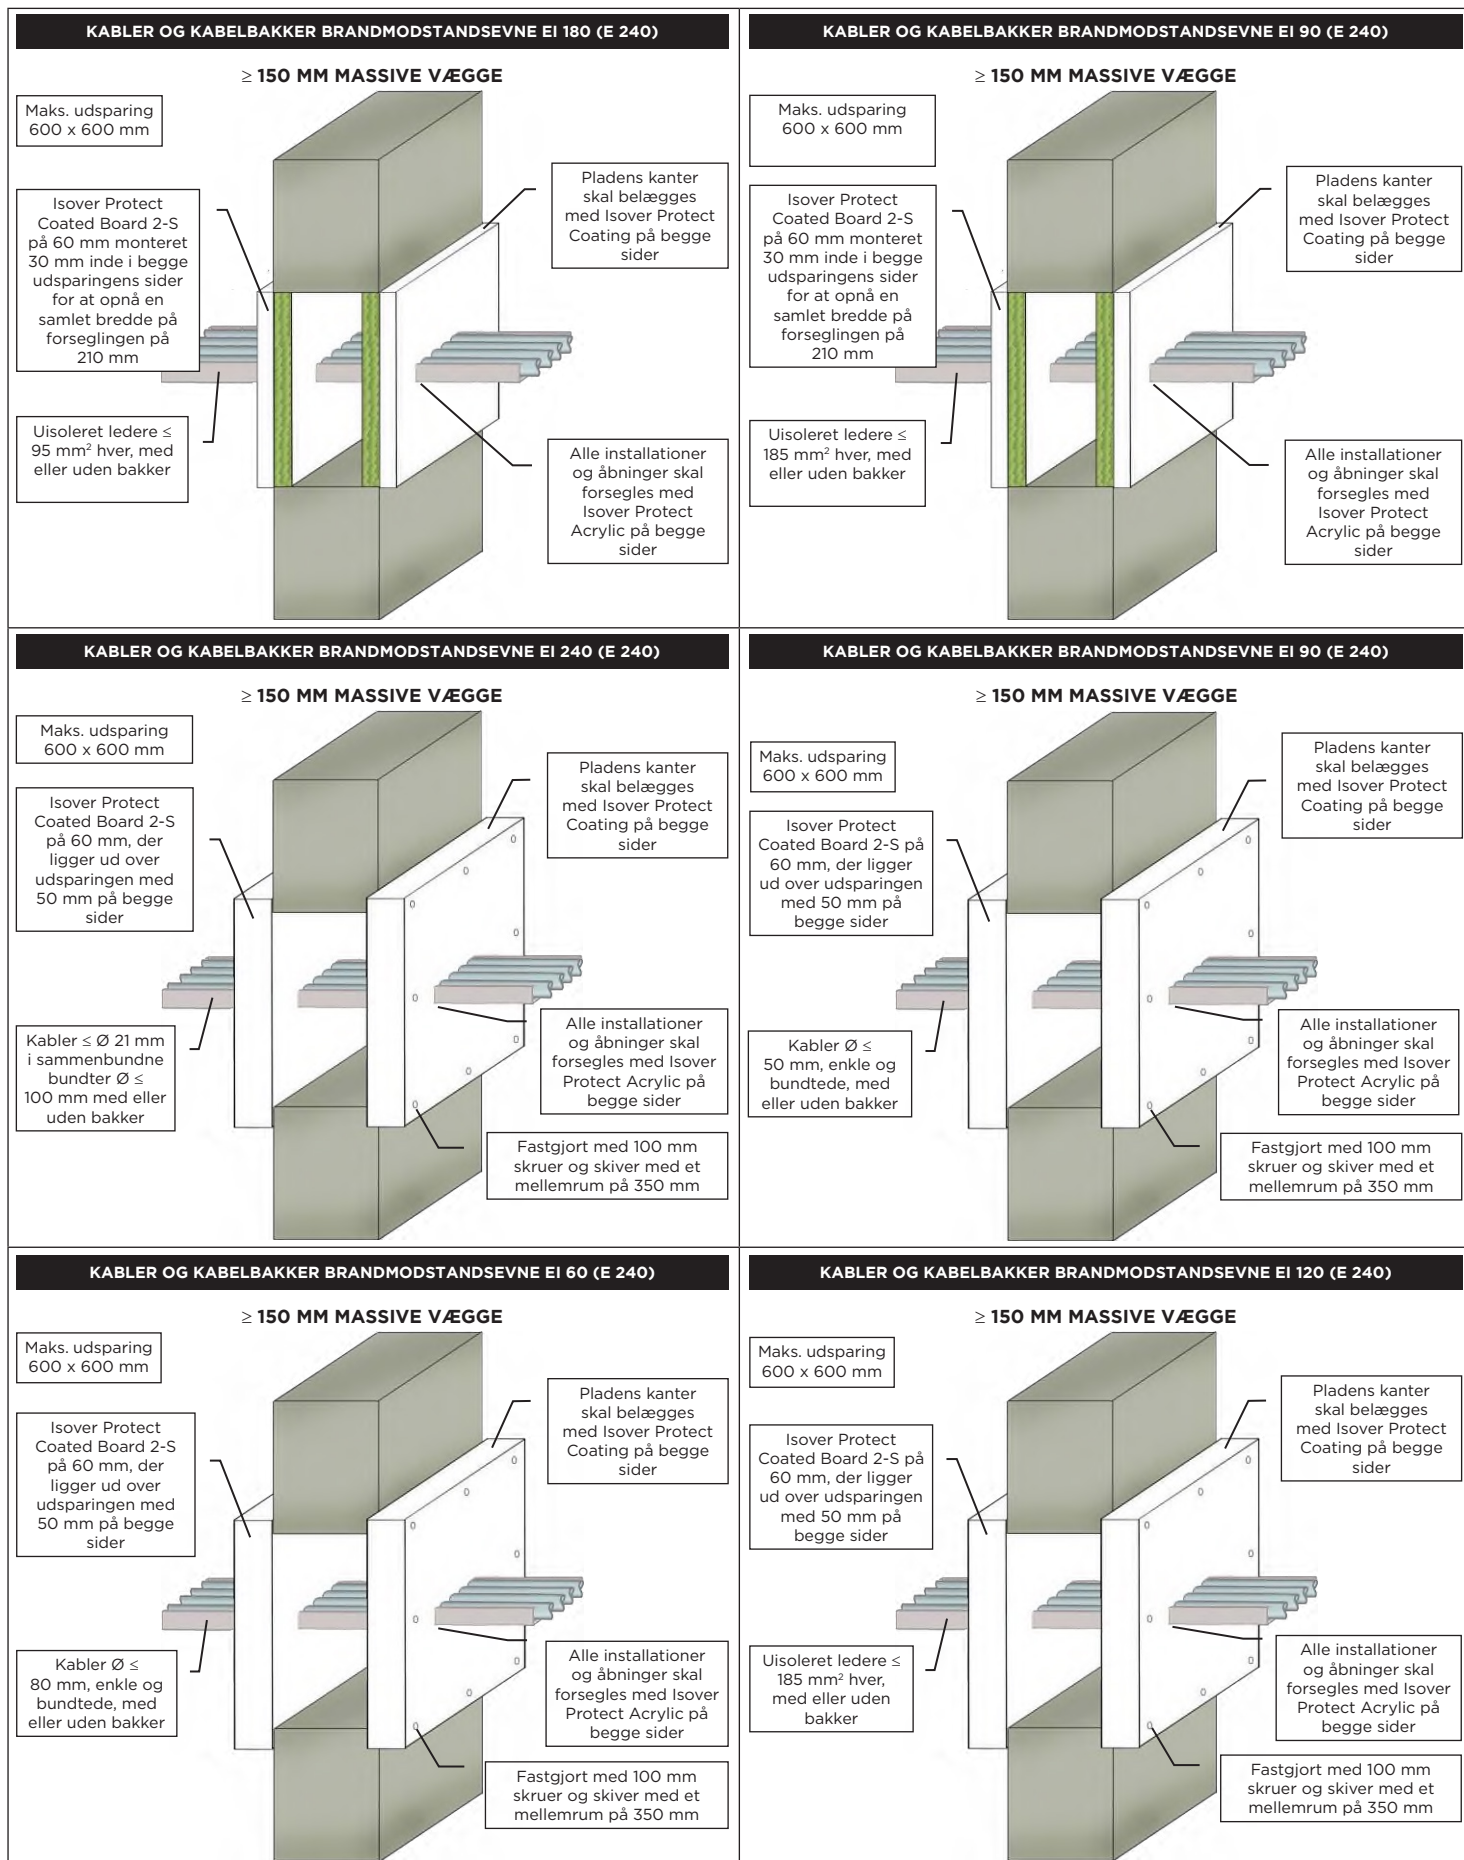 KABLER OG KABELBAKKER BRANDMODSTANDSEVNE EI 180 (E 240)
≥ 150 MM MASSIVE VÆGGE
Maks. udsparing
600 x 600 mm
Isover Protect
Coated Board 2-S
på 60 mm monteret
30 mm inde i begge
udsparingens sider
for at opnå en
samlet bredde på
forseglingen på
210 mm
Pladens kanter
skal belægges
med Isover Protect
Coating på begge
sider
Uisoleret ledere ≤
95 mm² hver, med
eller uden bakker
Alle installationer
og åbninger skal
forsegles med
Isover Protect
Acrylic på begge
sider
KABLER OG KABELBAKKER BRANDMODSTANDSEVNE EI 90 (E 240)
≥ 150 MM MASSIVE VÆGGE
Maks. udsparing
600 x 600 mm
Isover Protect
Coated Board 2-S
på 60 mm monteret
30 mm inde i begge
udsparingens sider
for at opnå en
samlet bredde på
forseglingen på
210 mm
Pladens kanter
skal belægges
med Isover Protect
Coating på begge
sider
Uisoleret ledere ≤
185 mm² hver, med
eller uden bakker
Alle installationer
og åbninger skal
forsegles med
Isover Protect
Acrylic på begge
sider
KABLER OG KABELBAKKER BRANDMODSTANDSEVNE EI 240 (E 240)
≥ 150 MM MASSIVE VÆGGE
Maks. udsparing
600 x 600 mm
Isover Protect
Coated Board 2-S
på 60 mm, der
ligger ud over
udsparingen med
50 mm på begge
sider
Pladens kanter
skal belægges
med Isover Protect
Coating på begge
sider
Kabler ≤ Ø 21 mm
i sammenbundne
bundter Ø ≤
100 mm med eller
uden bakker
Alle installationer
og åbninger skal
forsegles med Isover
Protect Acrylic på
begge sider
Fastgjort med 100 mm
skruer og skiver med et
mellemrum på 350 mm
KABLER OG KABELBAKKER BRANDMODSTANDSEVNE EI 90 (E 240)
≥ 150 MM MASSIVE VÆGGE
Maks. udsparing
600 x 600 mm
Isover Protect
Coated Board 2-S på
60 mm, der ligger
ud over udsparingen
med 50 mm på
begge sider
Pladens kanter
skal belægges
med Isover Protect
Coating på begge
sider
Kabler Ø ≤
50 mm, enkle og
bundtede, med
eller uden bakker
Alle installationer
og åbninger skal
forsegles med Isover
Protect Acrylic på
begge sider
Fastgjort med 100 mm
skruer og skiver med et
mellemrum på 350 mm
KABLER OG KABELBAKKER BRANDMODSTANDSEVNE EI 60 (E 240)
≥ 150 MM MASSIVE VÆGGE
Maks. udsparing
600 x 600 mm
Isover Protect
Coated Board 2-S
på 60 mm, der
ligger ud over
udsparingen med
50 mm på begge
sider
Pladens kanter
skal belægges
med Isover Protect
Coating på begge
sider
Kabler Ø ≤
80 mm, enkle og
bundtede, med
eller uden bakker
Alle installationer
og åbninger skal
forsegles med Isover
Protect Acrylic på
begge sider
Fastgjort med 100 mm
skruer og skiver med et
mellemrum på 350 mm
KABLER OG KABELBAKKER BRANDMODSTANDSEVNE EI 120 (E 240)
≥ 150 MM MASSIVE VÆGGE
Maks. udsparing
600 x 600 mm
Isover Protect
Coated Board 2-S på
60 mm, der ligger
ud over udsparingen
med 50 mm på
begge sider
Pladens kanter
skal belægges
med Isover Protect
Coating på begge
sider
Uisoleret ledere ≤
185 mm² hver,
med eller uden
bakker
Alle installationer
og åbninger skal
forsegles med Isover
Protect Acrylic på
begge sider
Fastgjort med 100 mm
skruer og skiver med et
mellemrum på 350 mm